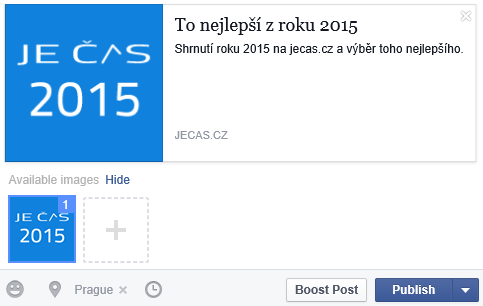 JE ČAS
2015
To nejlepší z roku 2015
Shrnutí roku 2015 na jecas.cz a výběr toho nejlepšího.
JECAS.CZ
Available images Hide
1
JE ČAS
2015
Prague
Boost Post
Publish